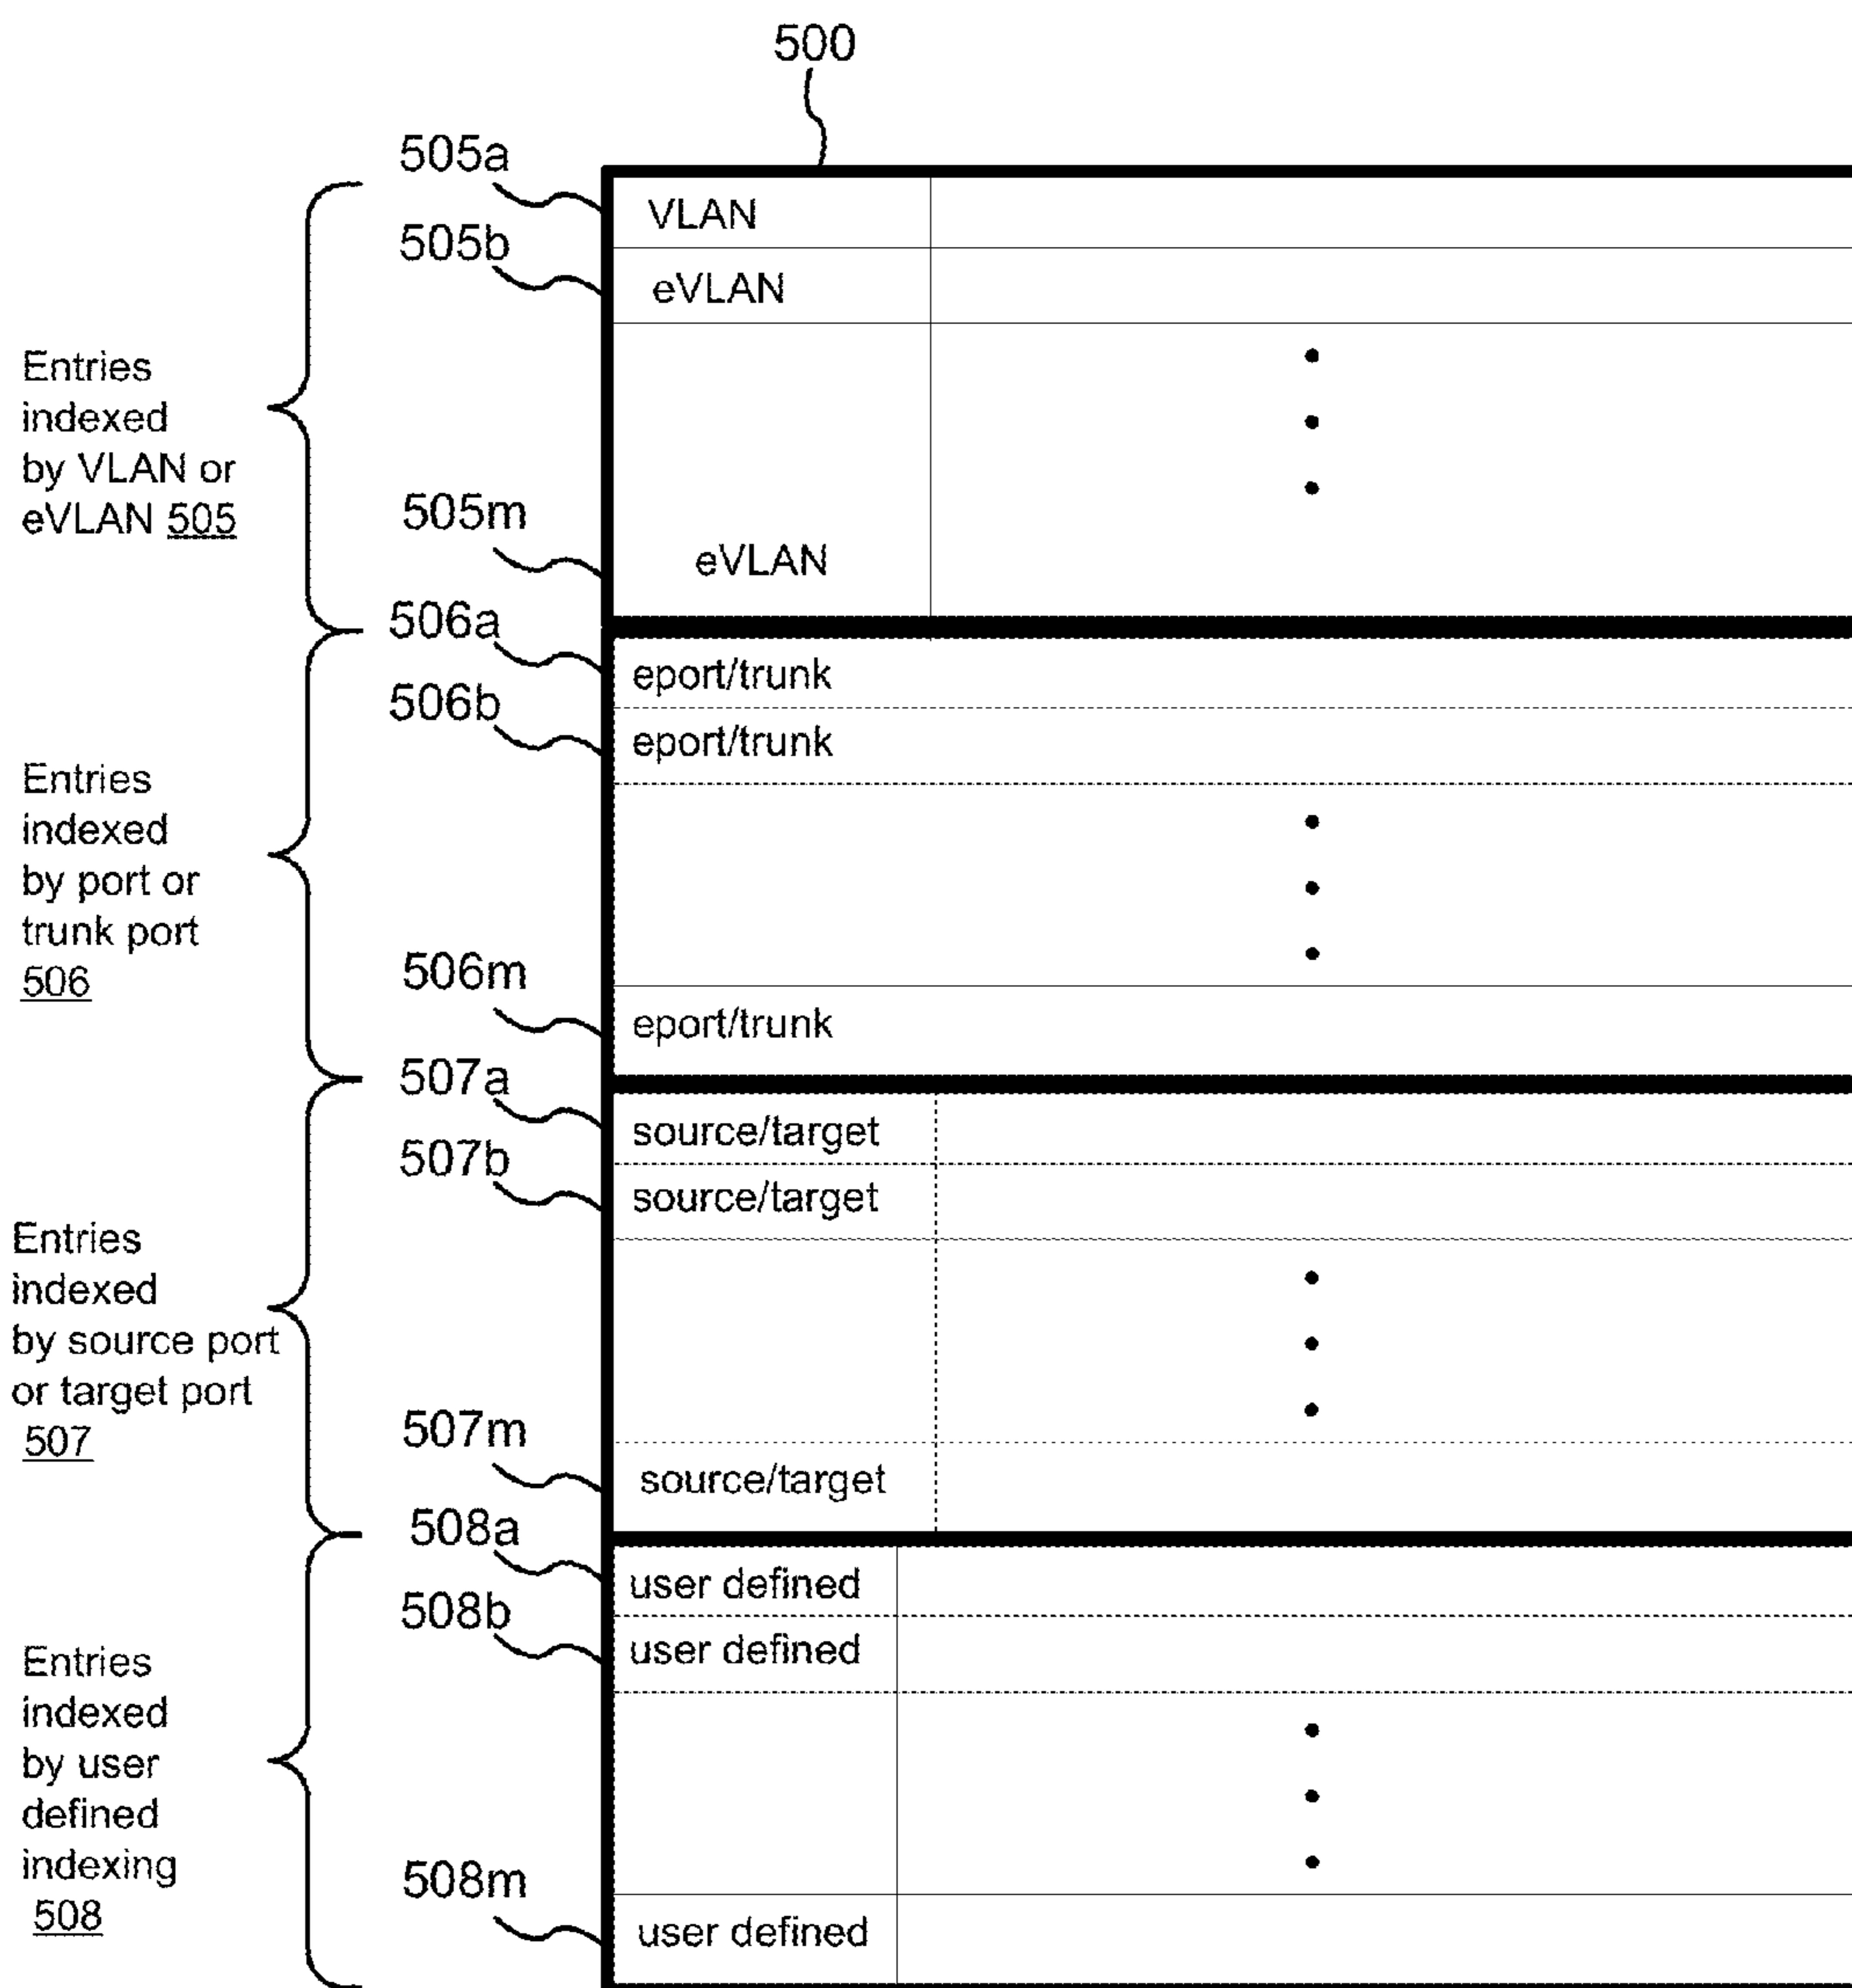 500
505a
VLAN
505b
eVLAN
Entries
indexed
by VLAN or
eVLAN 505
505m
eVLAN
506a
eport/trunk
506b
eport/trunk
Entries
indexed
by port or
trunk port
506
506m
eport/trunk
507a
source/target
507b
source/target
Entries
indexed
by source port
or target port
507
507m
source/target
508a
user defined
508b
user defined
Entries
indexed
by user
defined
indexing
508
508m
user defined